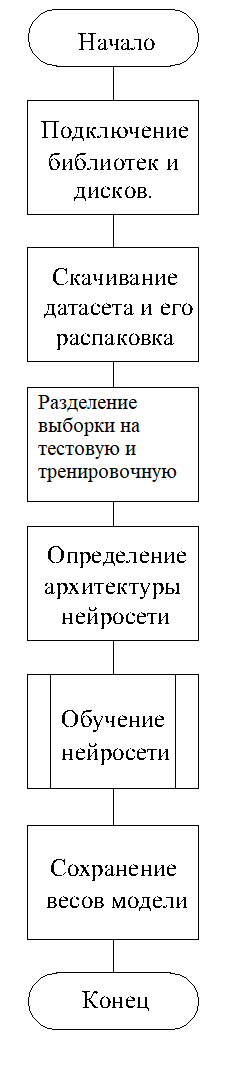 Начало
Подключение
библиотек и
дисков.
Скачивание
датасета и его
распаковка
Разделение
выборки на
тестовую и
тренировочную
Определение
архитектуры
нейросети
Обучение
нейросети
Сохранение
весов модели
Конец